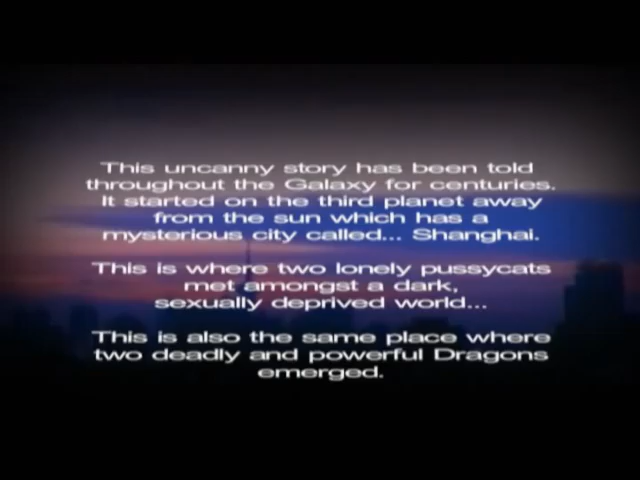 This uncanny story has been told
throughout the Galaxy for centuries.
It started on the third planet away
from the sun which has a
mysterious city called... Shanghai.
This is where two lonely pussycats
met amongst a dark,
sexually deprived world...
This is also the same place where
two deadly and powerful Dragons
emerged.